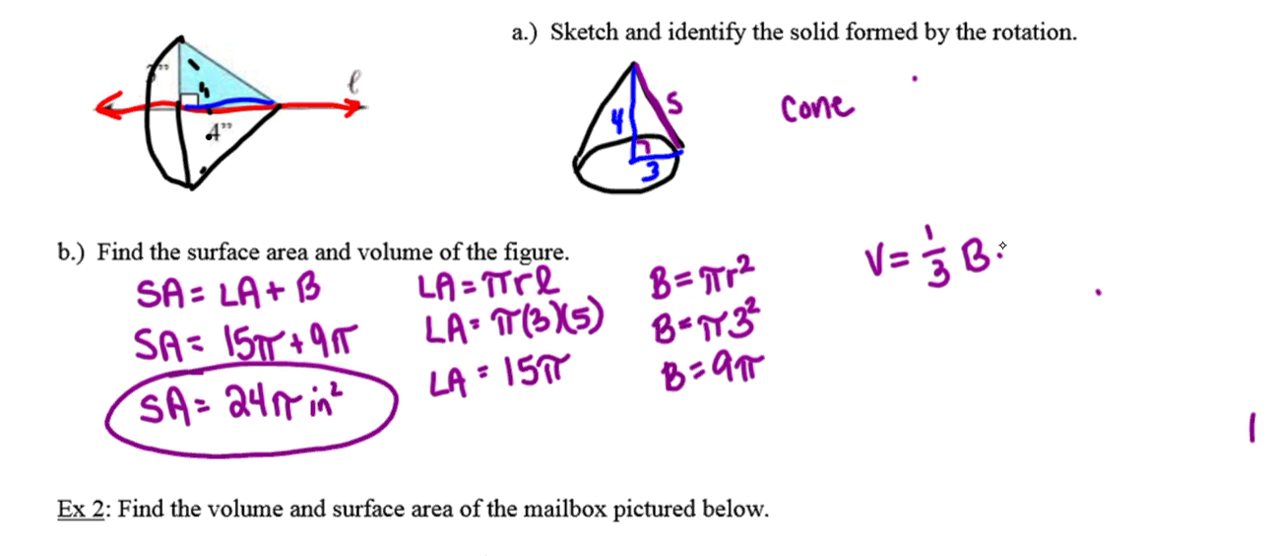 a.) Sketch and identify the solid formed by the rotation.
l
4"
4
5
3
Cone
b.) Find the surface area and volume of the figure.
SA = LA + B
LA = πrl
B = πr²
V = 1/3 B·
SA = 15π + 9π
LA = π(3)(5)
B = π3²
SA = 24π in²
LA = 15π
B = 9π
Ex 2: Find the volume and surface area of the mailbox pictured below.